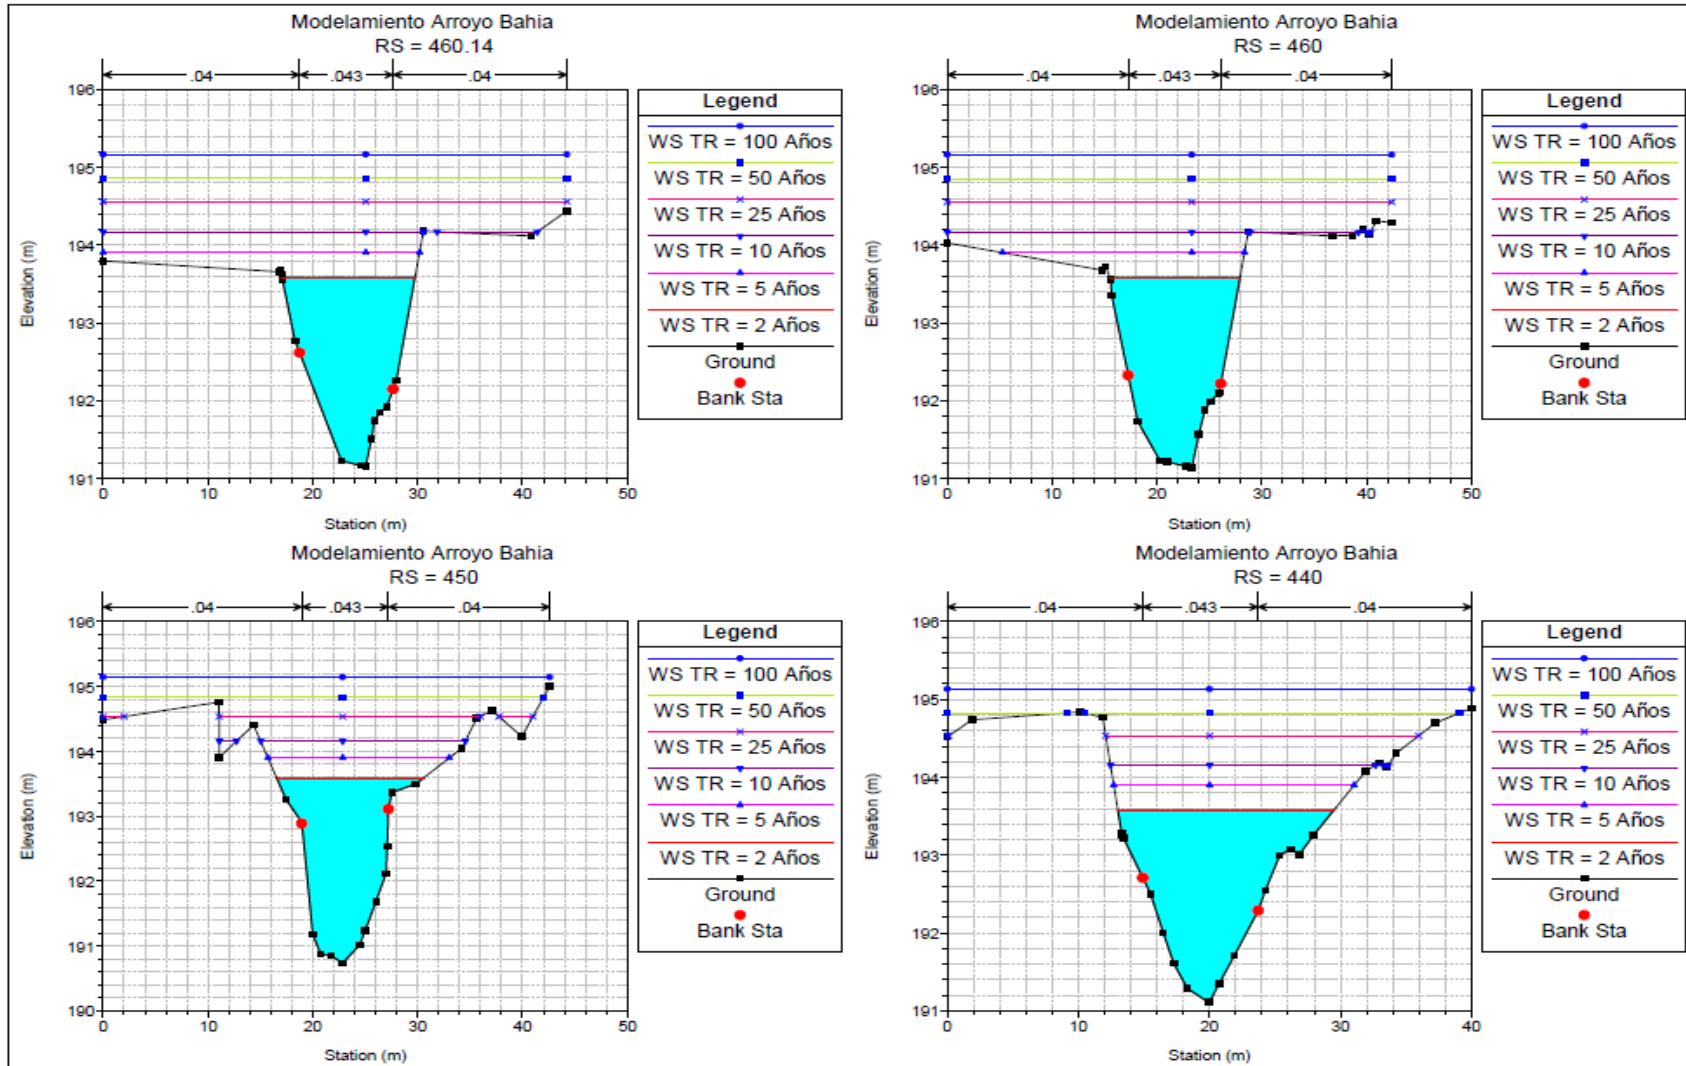 Modelamiento Arroyo Bahia
RS = 460.14
.04
.043
.04
196
195
194
193
192
191
Elevation (m)
0
10
20
30
40
50
Station (m)
Legend
WS TR = 100 Años
WS TR = 50 Años
WS TR = 25 Años
WS TR = 10 Años
WS TR = 5 Años
WS TR = 2 Años
Ground
Bank Sta
Modelamiento Arroyo Bahia
RS = 460
.04
.043
.04
196
195
194
193
192
191
Elevation (m)
0
10
20
30
40
50
Station (m)
Legend
WS TR = 100 Años
WS TR = 50 Años
WS TR = 25 Años
WS TR = 10 Años
WS TR = 5 Años
WS TR = 2 Años
Ground
Bank Sta
Modelamiento Arroyo Bahia
RS = 450
.04
.043
.04
196
195
194
193
192
191
190
Elevation (m)
0
10
20
30
40
50
Station (m)
Legend
WS TR = 100 Años
WS TR = 50 Años
WS TR = 25 Años
WS TR = 10 Años
WS TR = 5 Años
WS TR = 2 Años
Ground
Bank Sta
Modelamiento Arroyo Bahia
RS = 440
.04
.043
.04
196
195
194
193
192
191
Elevation (m)
0
10
20
30
40
Station (m)
Legend
WS TR = 100 Años
WS TR = 50 Años
WS TR = 25 Años
WS TR = 10 Años
WS TR = 5 Años
WS TR = 2 Años
Ground
Bank Sta